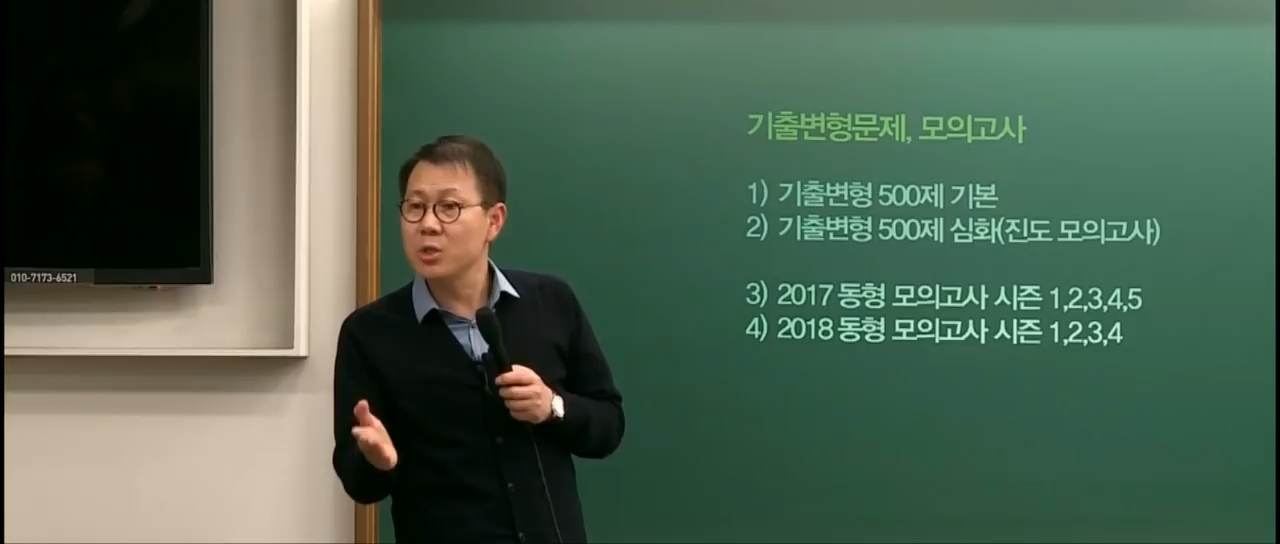 기출변형문제, 모의고사
1) 기출변형 500제 기본
2) 기출변형 500제 심화(진도 모의고사)
3) 2017 동형 모의고사 시즌 1,2,3,4,5
4) 2018 동형 모의고사 시즌 1,2,3,4
010-7173-6521